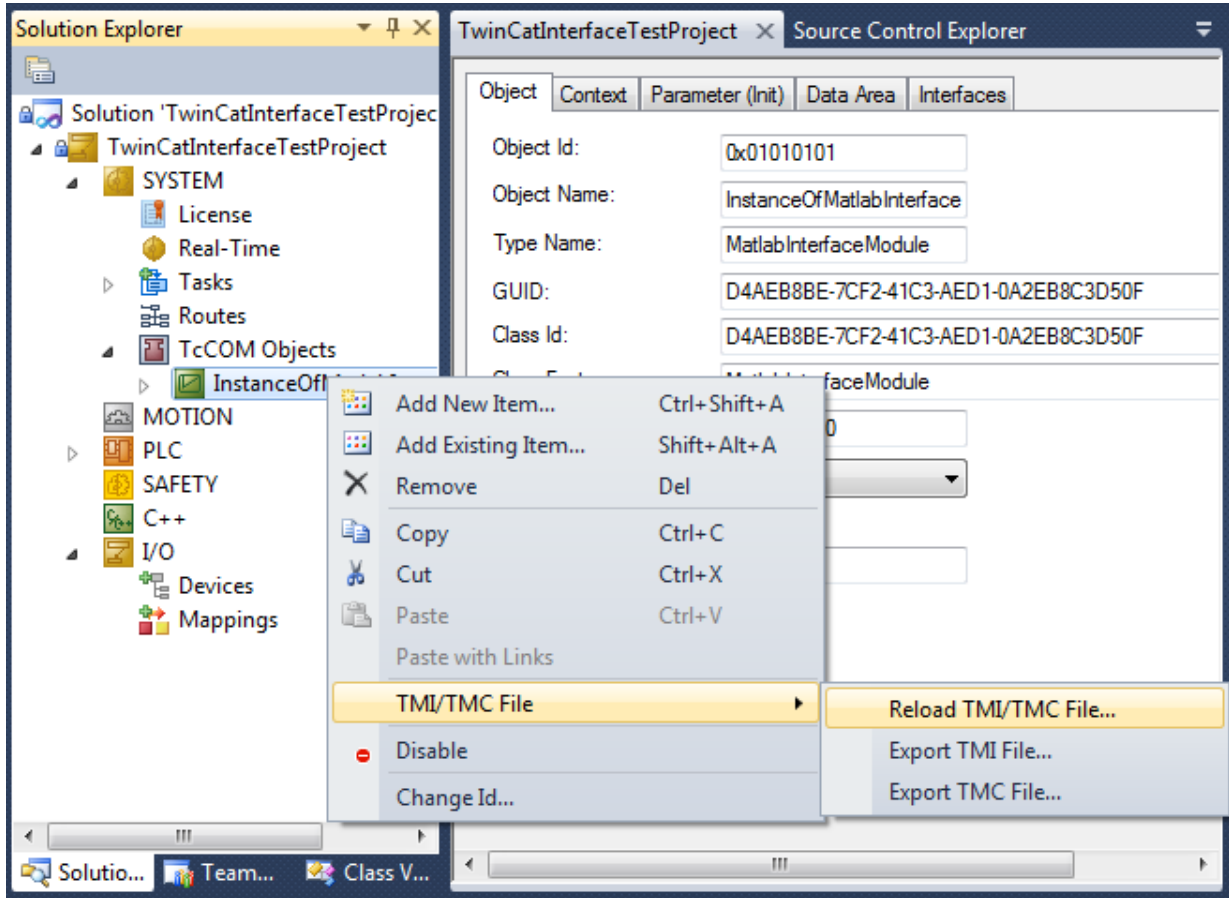 Solution Explorer
Solution 'TwinCatInterfaceTestProjec
TwinCatInterfaceTestProject
SYSTEM
License
Real-Time
Tasks
Routes
TcCOM Objects
InstanceOf
MOTION
PLC
SAFETY
C++
I/O
Devices
Mappings
Solutio...
Team...
Class V...
TwinCatInterfaceTestProject
Source Control Explorer
Object Context Parameter (Init) Data Area Interfaces
Object Id: 0x01010101
Object Name: InstanceOfMatlabInterface
Type Name: MatlabInterfaceModule
GUID: D4AEB8BE-7CF2-41C3-AED1-0A2EB8C3D50F
Class Id: D4AEB8BE-7CF2-41C3-AED1-0A2EB8C3D50F
faceModule
0
Add New Item... Ctrl+Shift+A
Add Existing Item... Shift+Alt+A
Remove Del
Copy Ctrl+C
Cut Ctrl+X
Paste Ctrl+V
Paste with Links
TMI/TMC File
Disable
Change Id...
Reload TMI/TMC File...
Export TMI File...
Export TMC File...